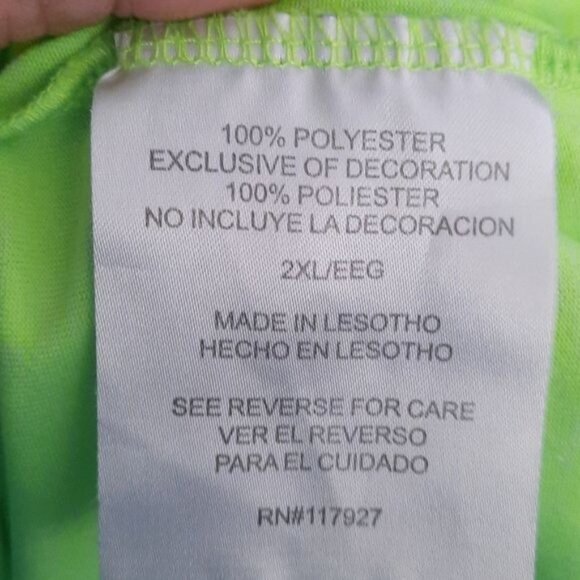 100% POLYESTER
EXCLUSIVE OF DECORATION
100% POLIESTER
NO INCLUYE LA DECORACION
2XL/EEG
MADE IN LESOTHO
HECHO EN LESOTHO
SEE REVERSE FOR CARE
VER EL REVERSO
PARA EL CUIDADO
RN#117927